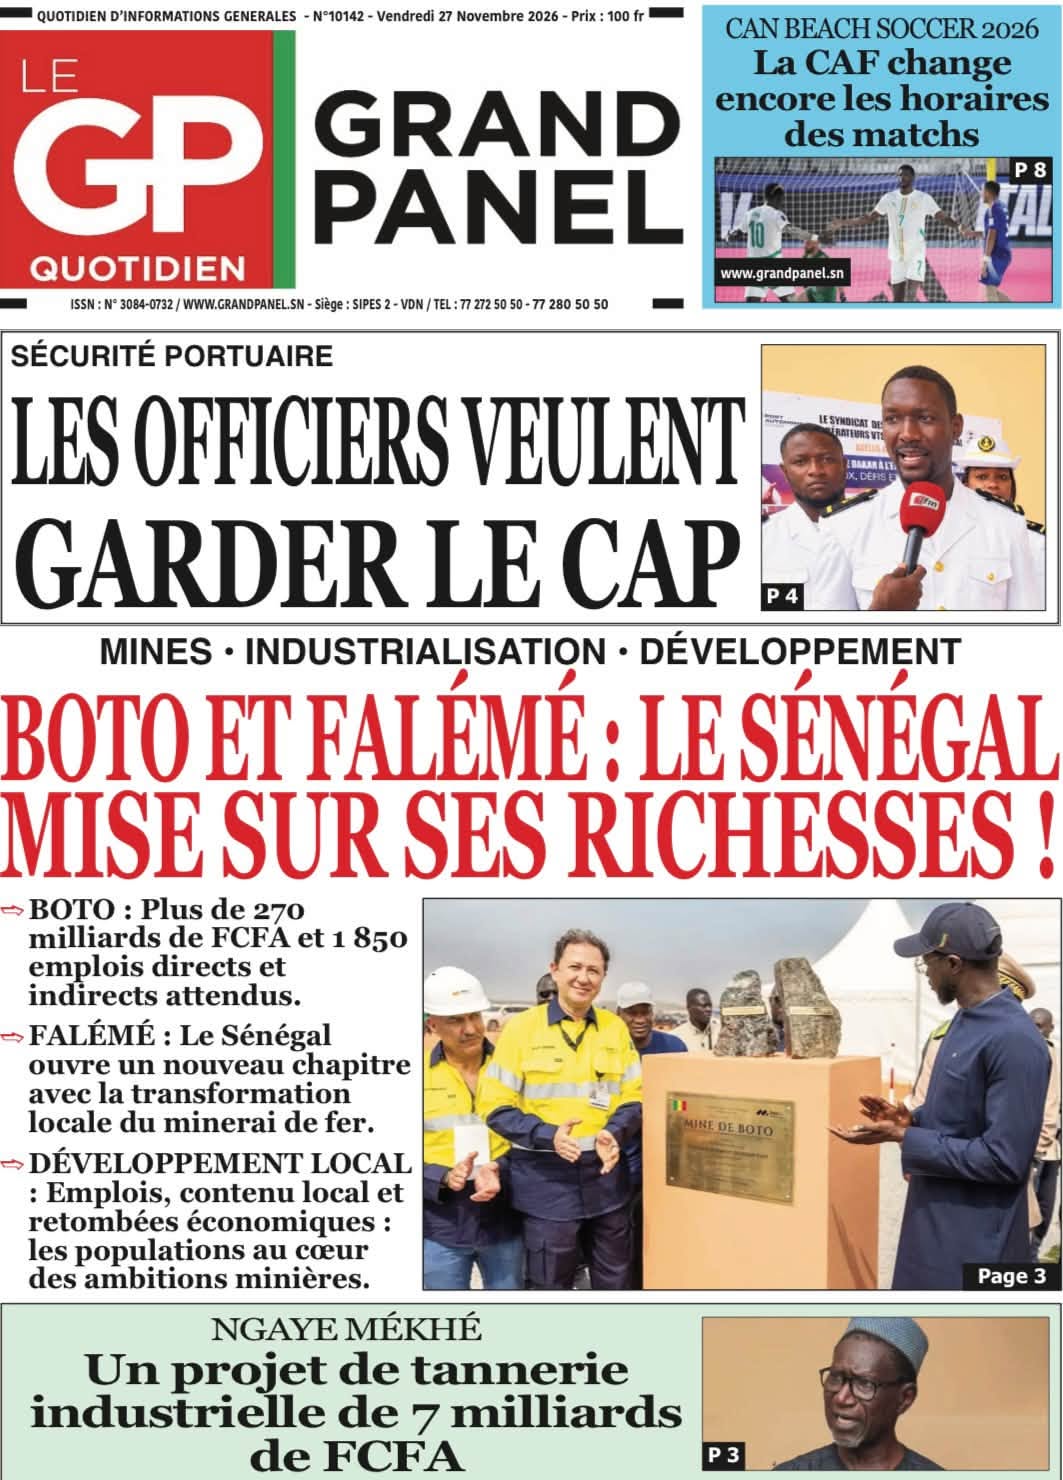 QUOTIDIEN D'INFORMATIONS GENERALES - N°10142 - Vendredi 27 Novembre 2026 - Prix : 100 fr
LE
GP
QUOTIDIEN
GRAND
PANEL
ISSN : N° 3084-0732 / WWW.GRANDPANEL.SN - Siège : SIPES 2 - VDN / TEL : 77 272 50 50 - 77 280 50 50
CAN BEACH SOCCER 2026
La CAF change
encore les horaires
des matchs
P 8
10
7
7
www.grandpanel.sn
SÉCURITÉ PORTUAIRE
LES OFFICIERS VEULENT
GARDER LE CAP
LE SYNDICAT DES
P 4
MINES • INDUSTRIALISATION • DÉVELOPPEMENT
BOTO ET FALÉMÉ : LE SÉNÉGAL
MISE SUR SES RICHESSES !
⇨ BOTO : Plus de 270
milliards de FCFA et 1 850
emplois directs et
indirects attendus.
⇨ FALÉMÉ : Le Sénégal
ouvre un nouveau chapitre
avec la transformation
locale du minerai de fer.
⇨ DÉVELOPPEMENT LOCAL
: Emplois, contenu local et
retombées économiques :
les populations au cœur
des ambitions minières.
MINE DE BOTO
Page 3
NGAYE MÉKHÉ
Un projet de tannerie
industrielle de 7 milliards
de FCFA
P 3